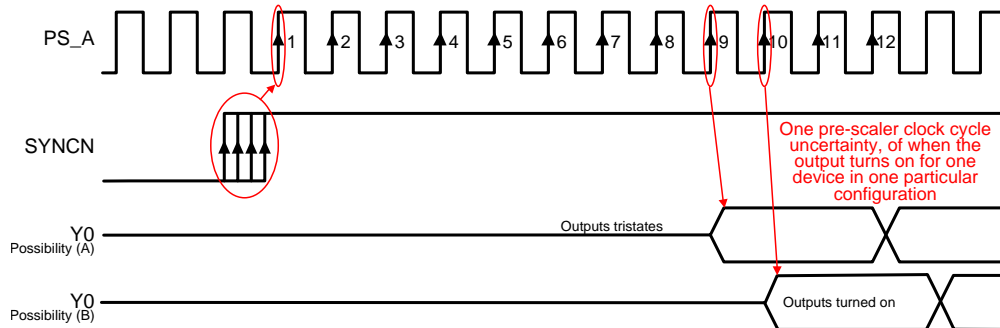 PS_A
1 2 3 4 5 6 7 8 9 10 11 12
SYNCN
One pre-scaler clock cycle
uncertainty, of when the
output turns on for one
device in one particular
configuration
Y0
Possibility (A)
Outputs tristates
Y0
Possibility (B)
Outputs turned on